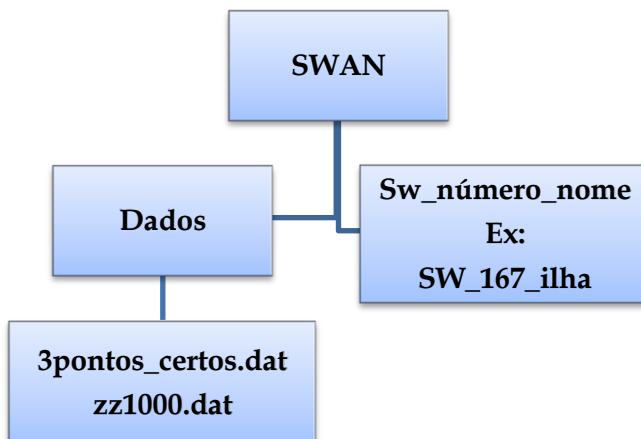 SWAN
Dados
Sw_número_nome
Ex:
SW_167_ilha
3pontos_certos.dat
zz1000.dat